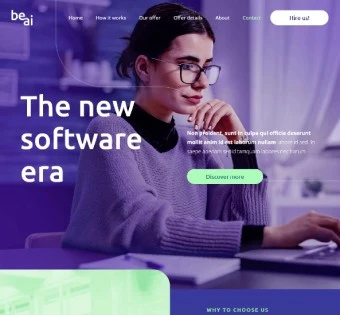 be
ai
Home How it works Our offer Offer details About Contact Hire us!
The new
software
era
Non proident, sunt in culpa qui officia deserunt
mollit anim id est laborum nullam
Discover more
WHY TO CHOOSE US